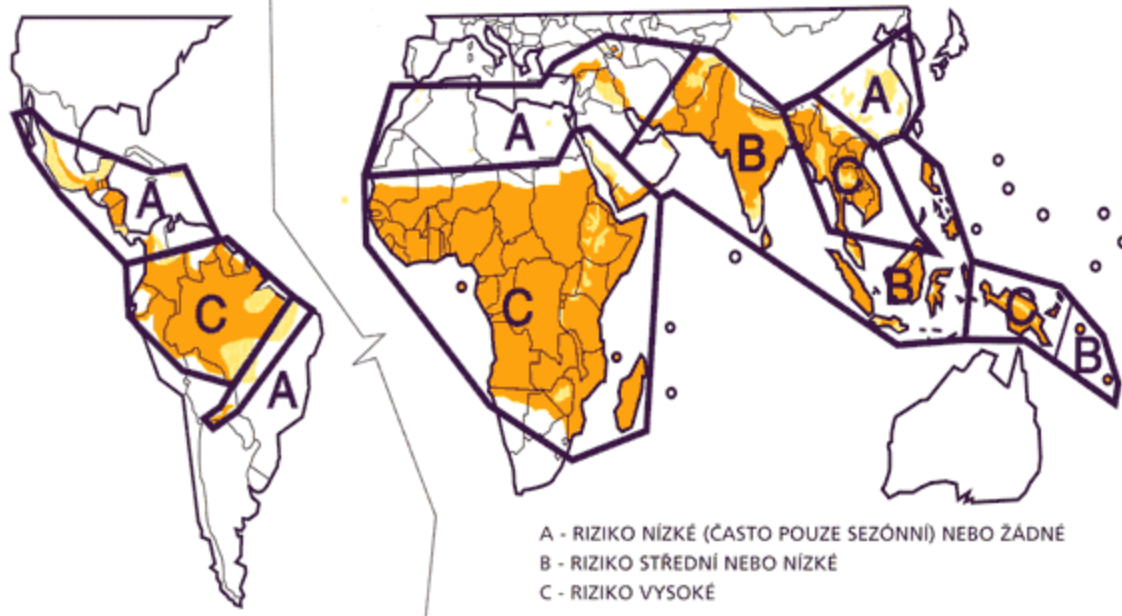 A
A
B
C
A
B
C
C
C
B
A
A - RIZIKO NÍZKÉ (ČASTO POUZE SEZÓNNÍ) NEBO ŽÁDNÉ
B - RIZIKO STŘEDNÍ NEBO NÍZKÉ
C - RIZIKO VYSOKÉ